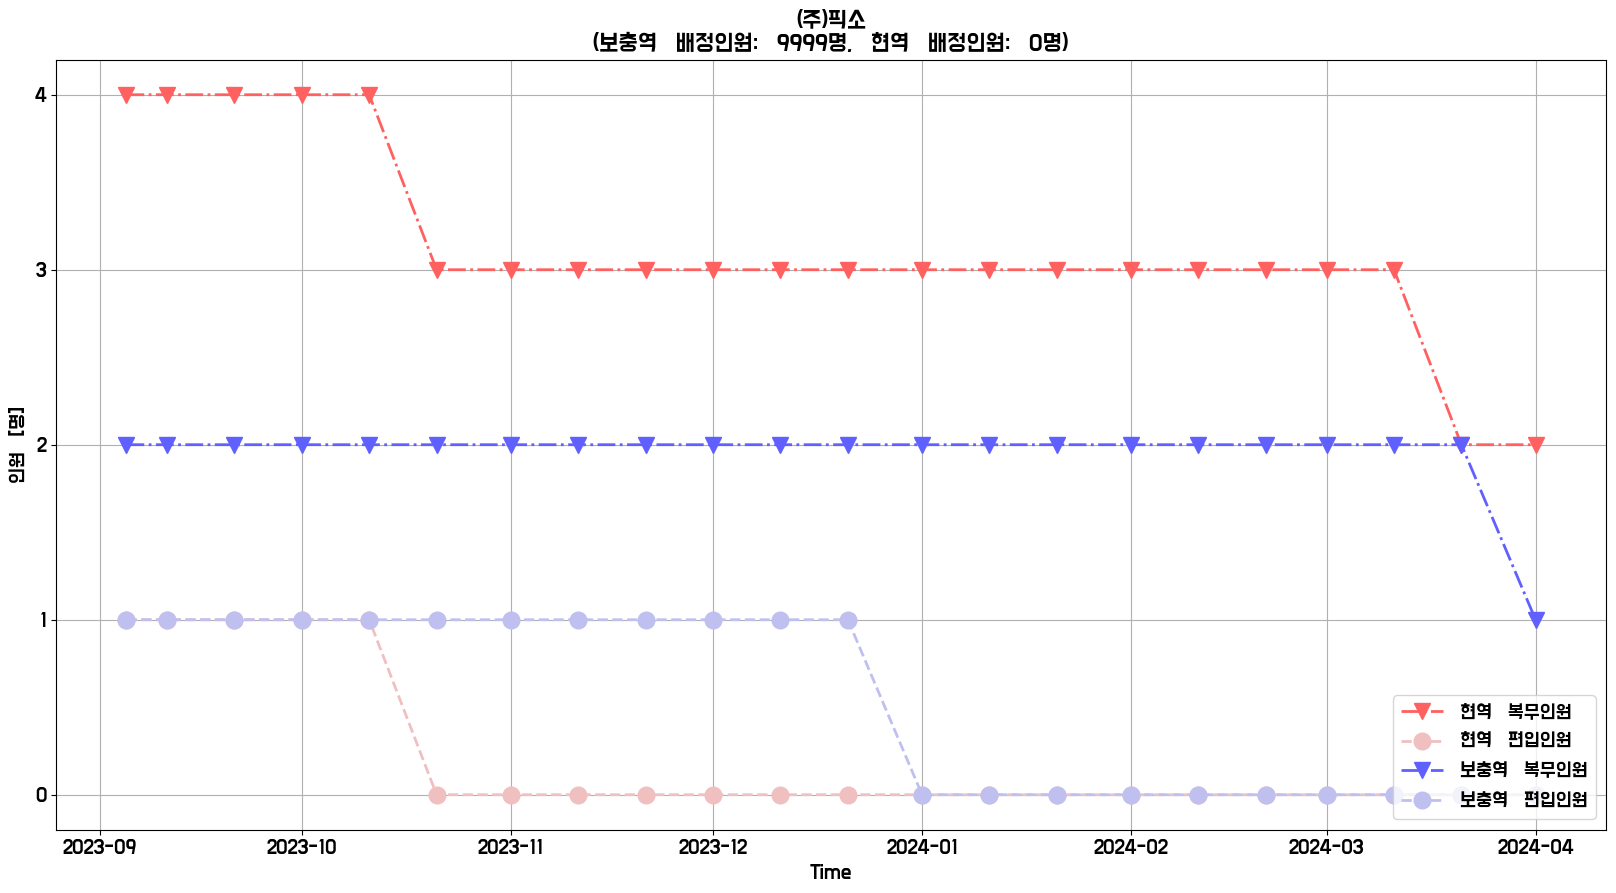 (주)픽소
(보충역 배정인원: 9999명, 현역 배정인원: 0명)
인원 [명]
4
3
2
1
0
2023-09 2023-10 2023-11 2023-12 2024-01 2024-02 2024-03 2024-04
Time
현역 복무인원
현역 편입인원
보충역 복무인원
보충역 편입인원